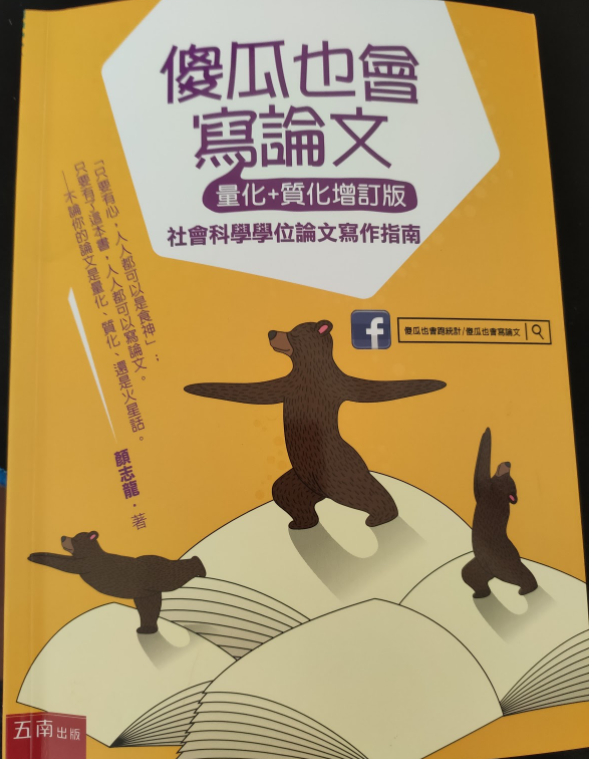 傻瓜也會
寫論文
量化+質化增訂版
社會科學學位論文寫作指南
「只要有心，人人都可以是食神」；
只要有了這本書，人人都可以寫論文。
——不論你的論文是量化、質化、還是火星話。
顏志龍·著
f
傻瓜也會跑統計/傻瓜也會寫論文
五南出版